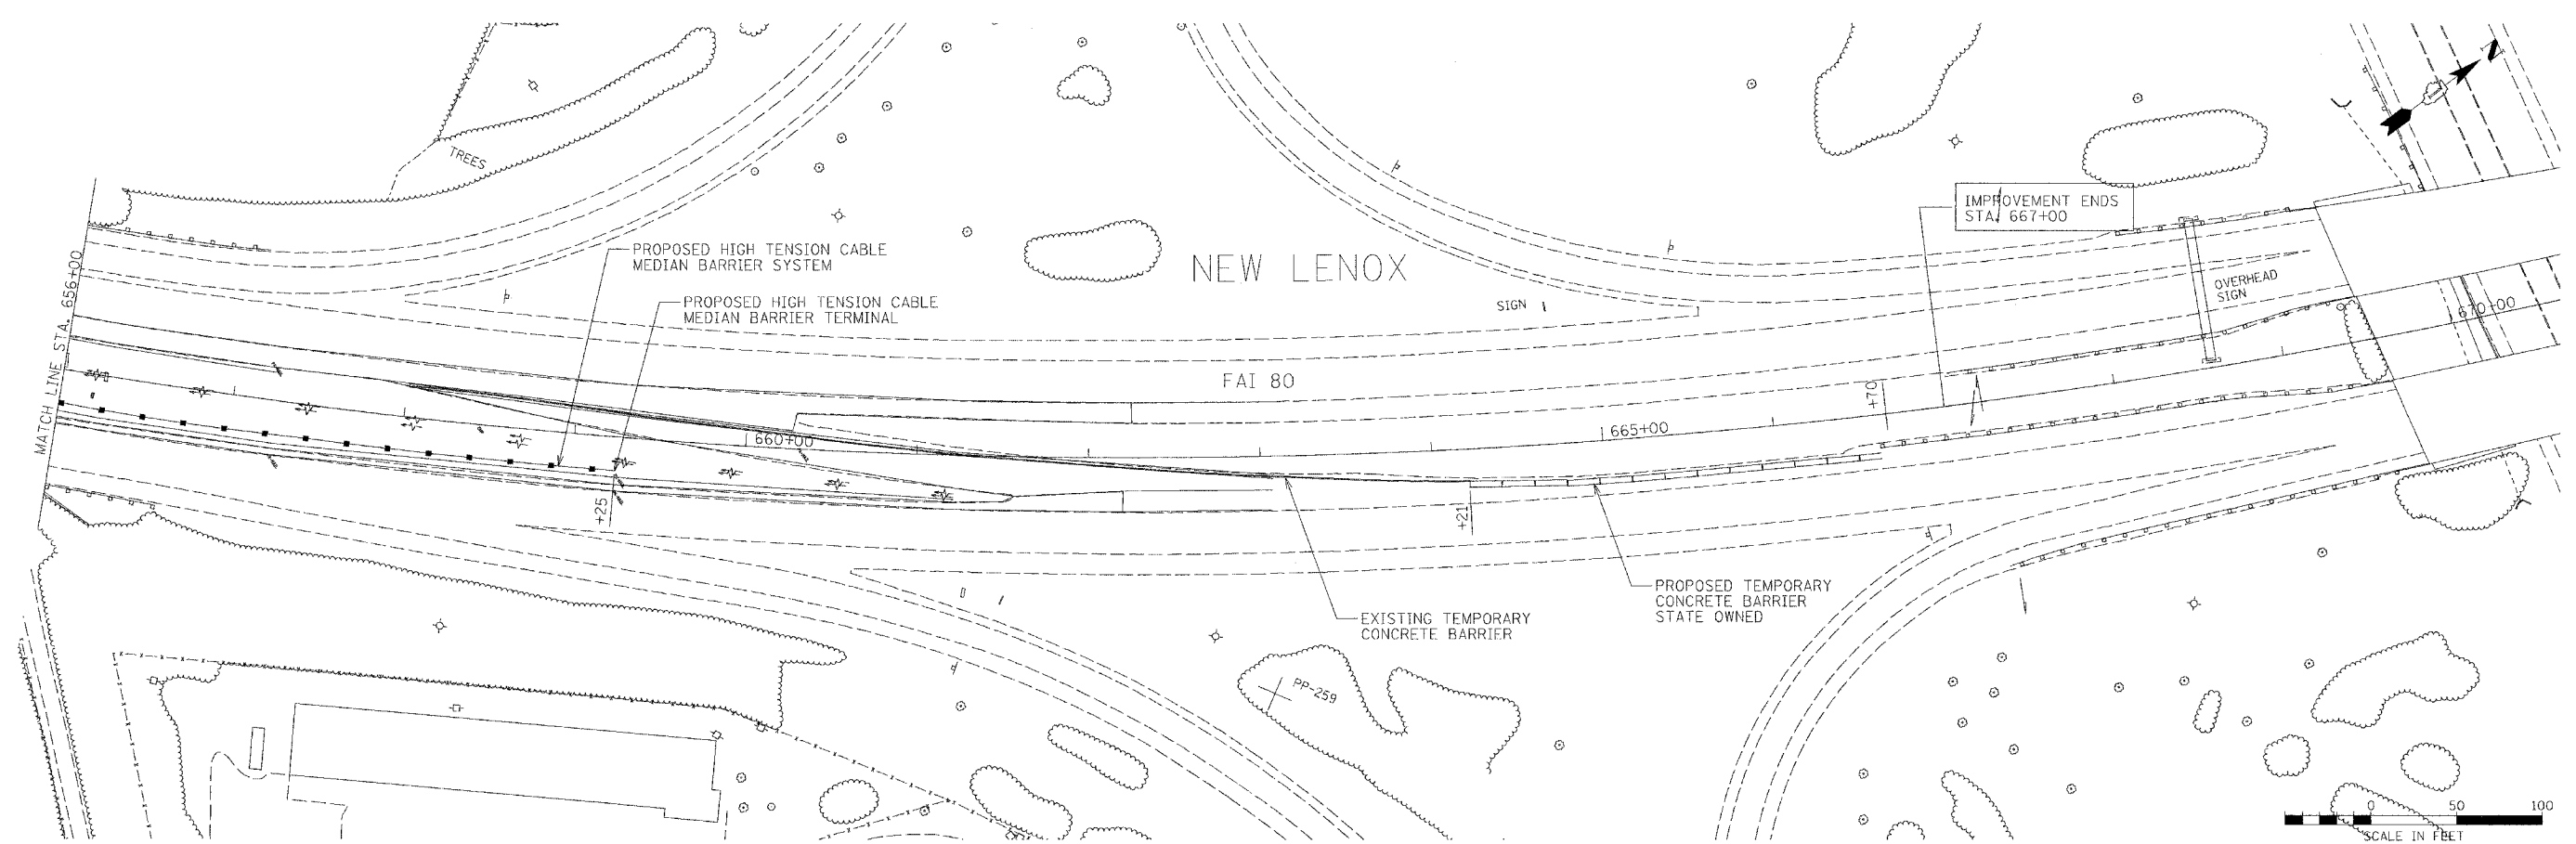 TREES
IMPROVEMENT ENDS
STA. 667+00
MATCH LINE STA. 656+00
PROPOSED HIGH TENSION CABLE
MEDIAN BARRIER SYSTEM
PROPOSED HIGH TENSION CABLE
MEDIAN BARRIER TERMINAL
NEW LENOX
SIGN
OVERHEAD
SIGN
670+00
FAI 80
+70
660+00
665+00
+25
+21
EXISTING TEMPORARY
CONCRETE BARRIER
PROPOSED TEMPORARY
CONCRETE BARRIER
STATE OWNED
PP-259
0 50 100
SCALE IN FEET